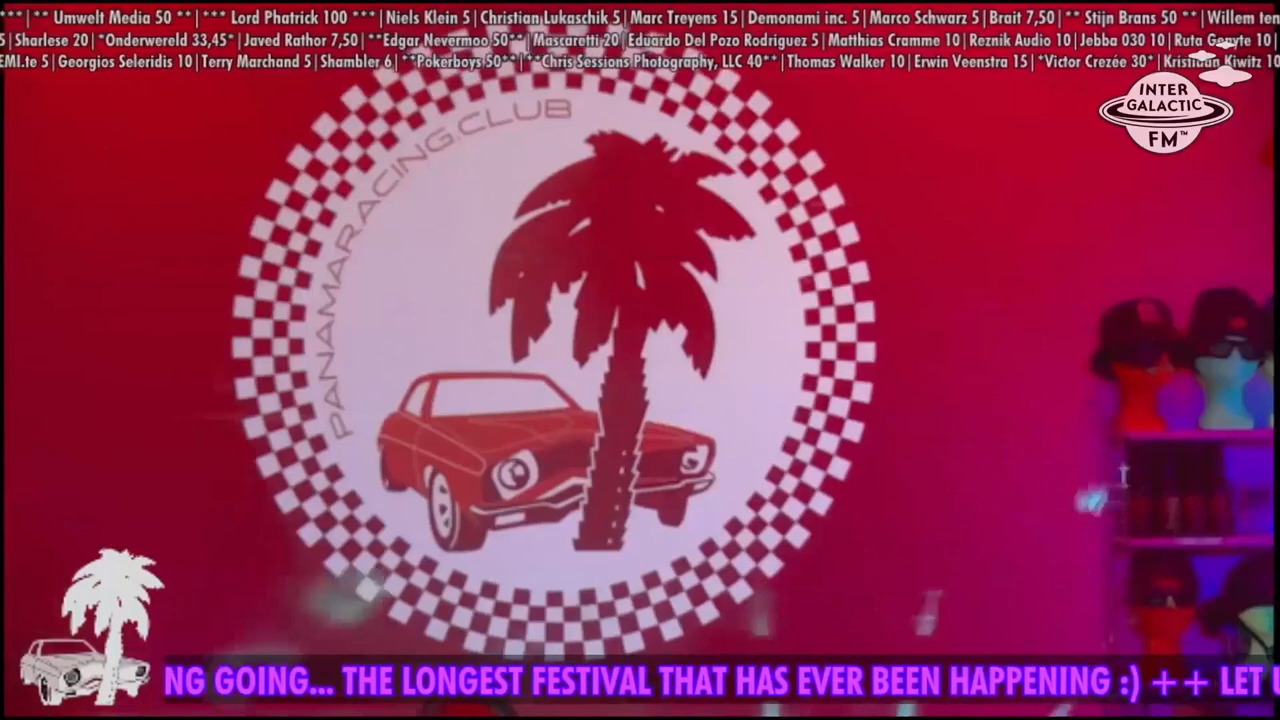 *** | ** Umwelt Media 50 ** | *** Lord Phatrick 100 *** | Niels Klein 5 | Christian Lukaschik 5 | Marc Treyens 15 | Demonami inc. 5 | Marco Schwarz 5 | Brait 7,50 | ** Stijn Brans 50 ** | Willem
5 | Sharlese 20 | *Onderwereld 33,45* | Javed Rathor 7,50 | **Edgar Nevermoo 50** | Mascaretti 20 | Eduardo Del Pozo Rodriguez 5 | Matthias Cramme 10 | Reznik Audio 10 | Jebba 030 10 | Ruta Genyte 10 |
EMI.te 5 | Georgios Seleridis 10 | Terry Marchand 5 | Shambler 6 | **Pokerboys 50** | **Chris Sessions Photography, LLC 40** | Thomas Walker 10 | Erwin Veenstra 15 | *Victor Crezée 30* | Kristiaan Kiwitz 10
INTER
GALACTIC
FM™
PANAMARACING.CLUB
NG GOING... THE LONGEST FESTIVAL THAT HAS EVER BEEN HAPPENING :) + + LET